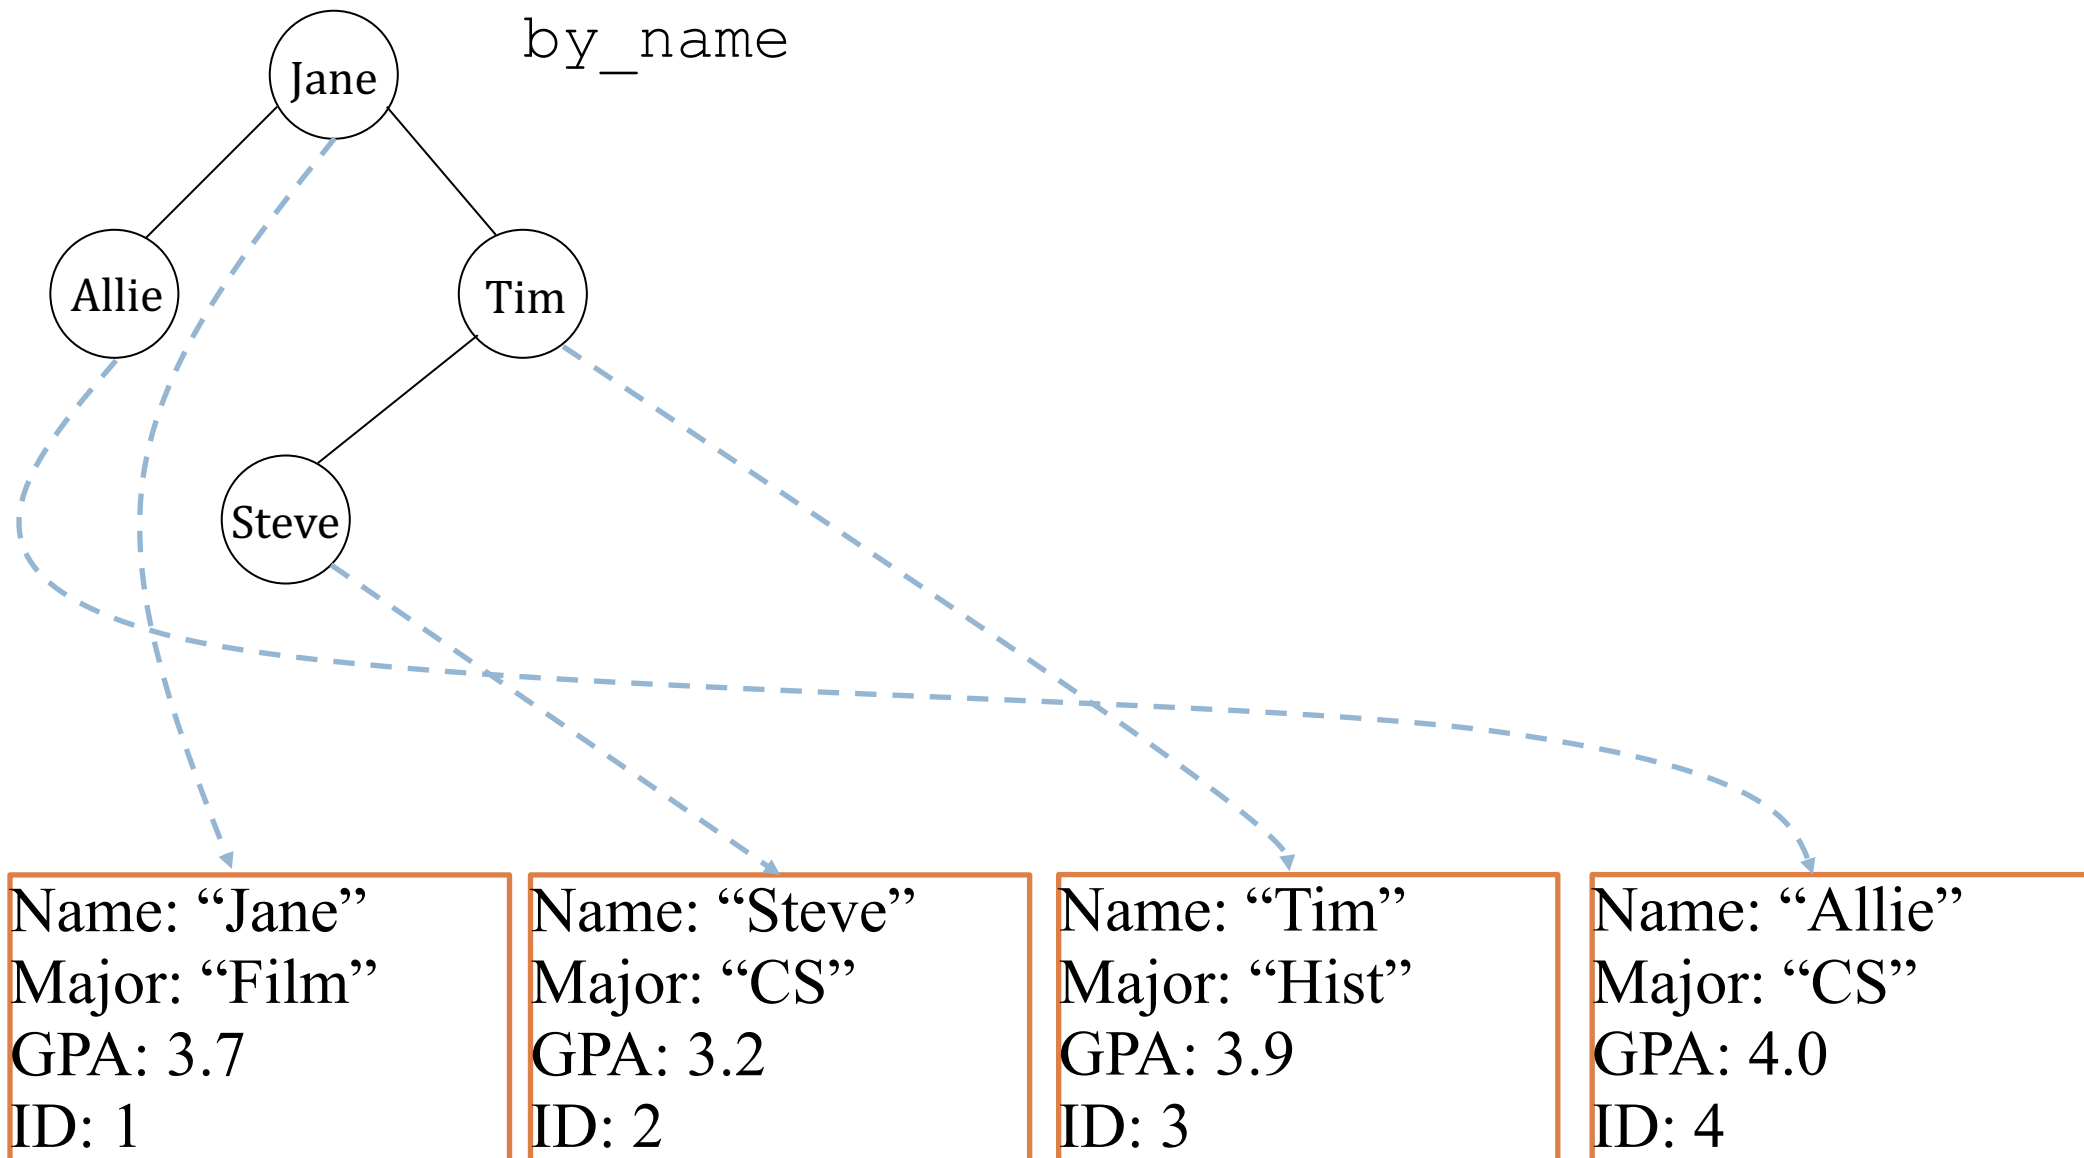 by_name
Jane
Allie
Tim
Steve
Name: “Jane”
Major: “Film”
GPA: 3.7
ID: 1
Name: “Steve”
Major: “CS”
GPA: 3.2
ID: 2
Name: “Tim”
Major: “Hist”
GPA: 3.9
ID: 3
Name: “Allie”
Major: “CS”
GPA: 4.0
ID: 4